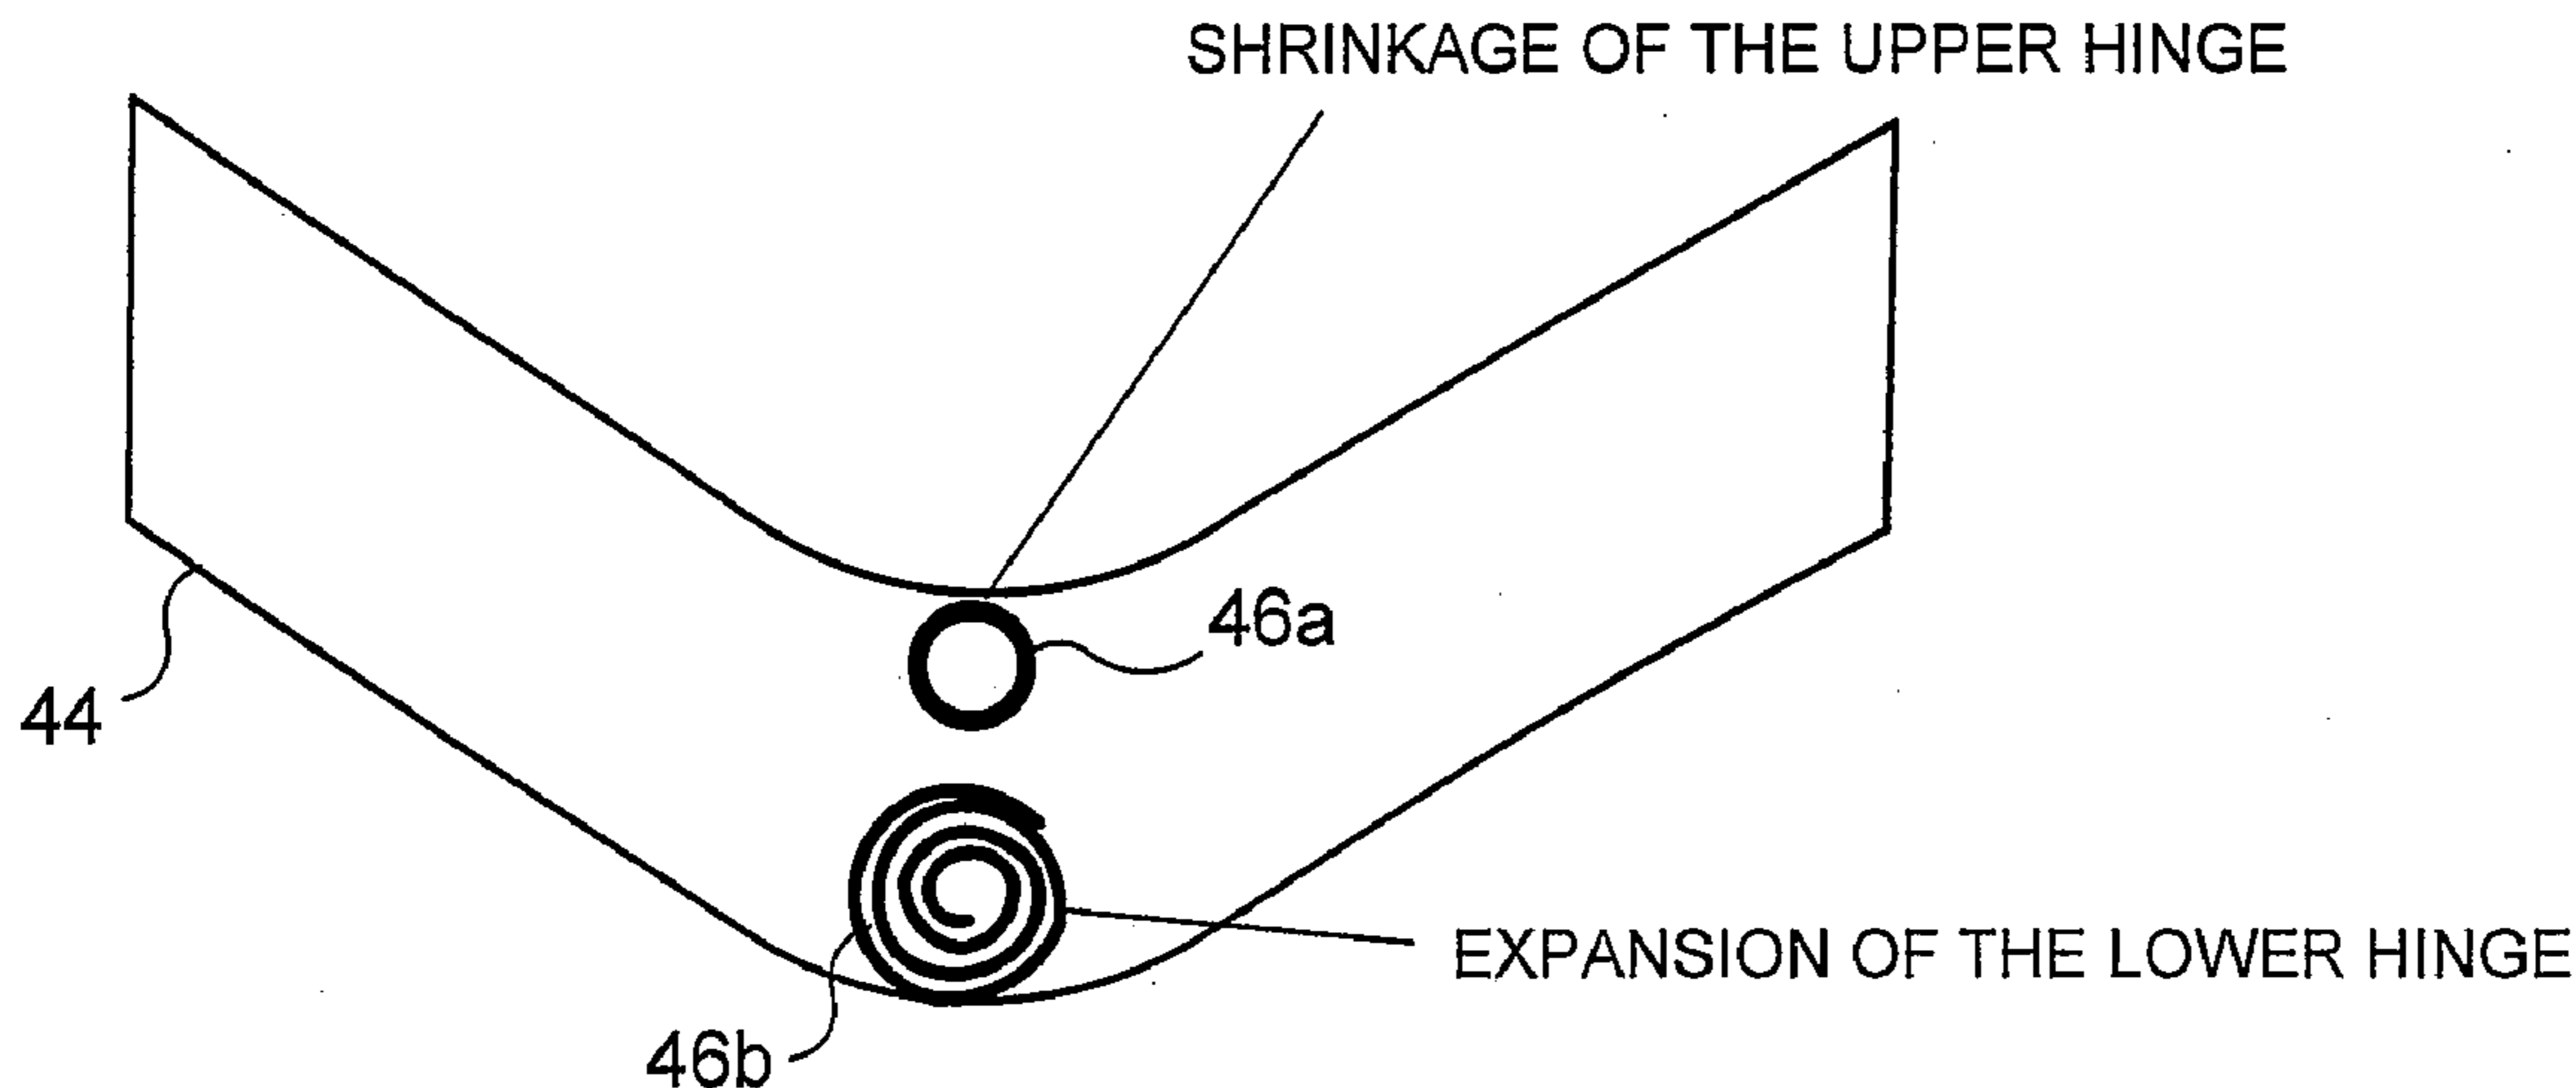 SHRINKAGE OF THE UPPER HINGE
46a
44
EXPANSION OF THE LOWER HINGE
46b